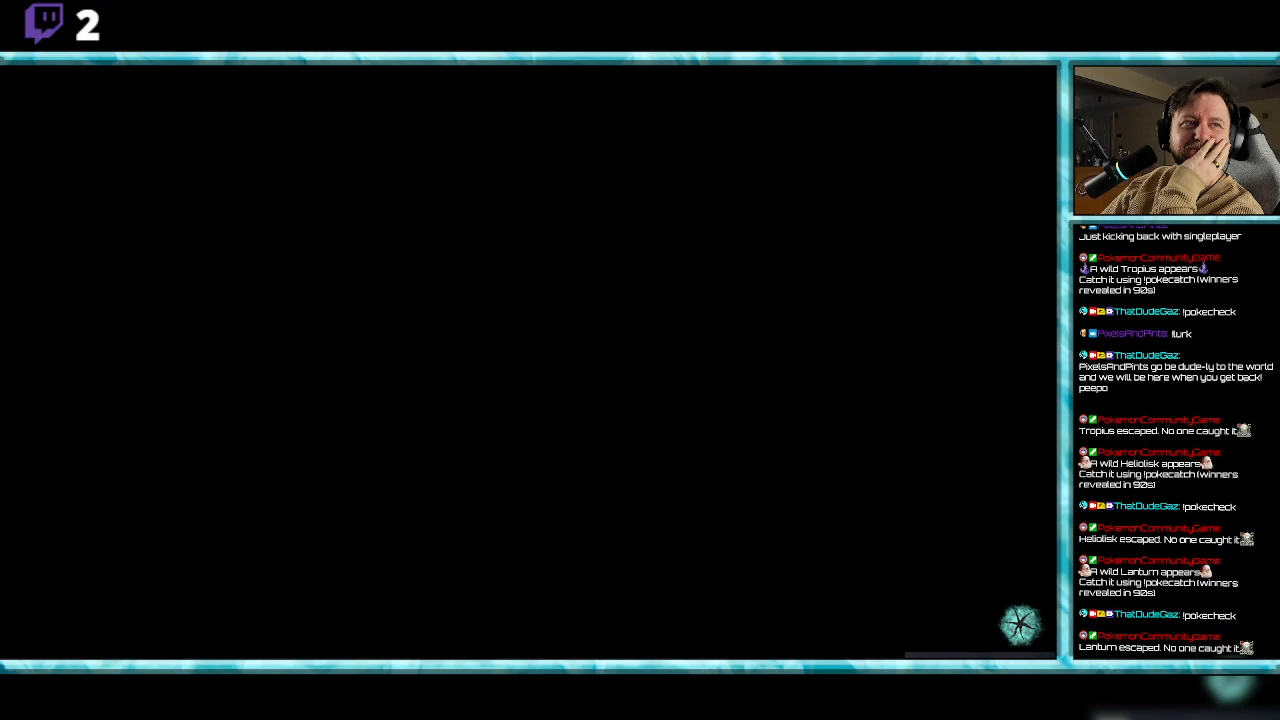 2
Just kicking back with singleplayer
PokemonCommunityGame:
A wild Tropius appears
Catch it using !pokecatch (winners
revealed in 90s)
ThatDudeGaz: !pokecheck
PixelsAndPints: !lurk
ThatDudeGaz:
PixelsAndPints go be dude-ly to the world
and we will be here when you get back!
peepo
PokemonCommunityGame:
Tropius escaped. No one caught it
PokemonCommunityGame:
A wild Heliolisk appears
Catch it using !pokecatch (winners
revealed in 90s)
ThatDudeGaz: !pokecheck
PokemonCommunityGame:
Heliolisk escaped. No one caught it
PokemonCommunityGame:
A wild Lanturn appears
Catch it using !pokecatch (winners
revealed in 90s)
ThatDudeGaz: !pokecheck
PokemonCommunityGame:
Lanturn escaped. No one caught it